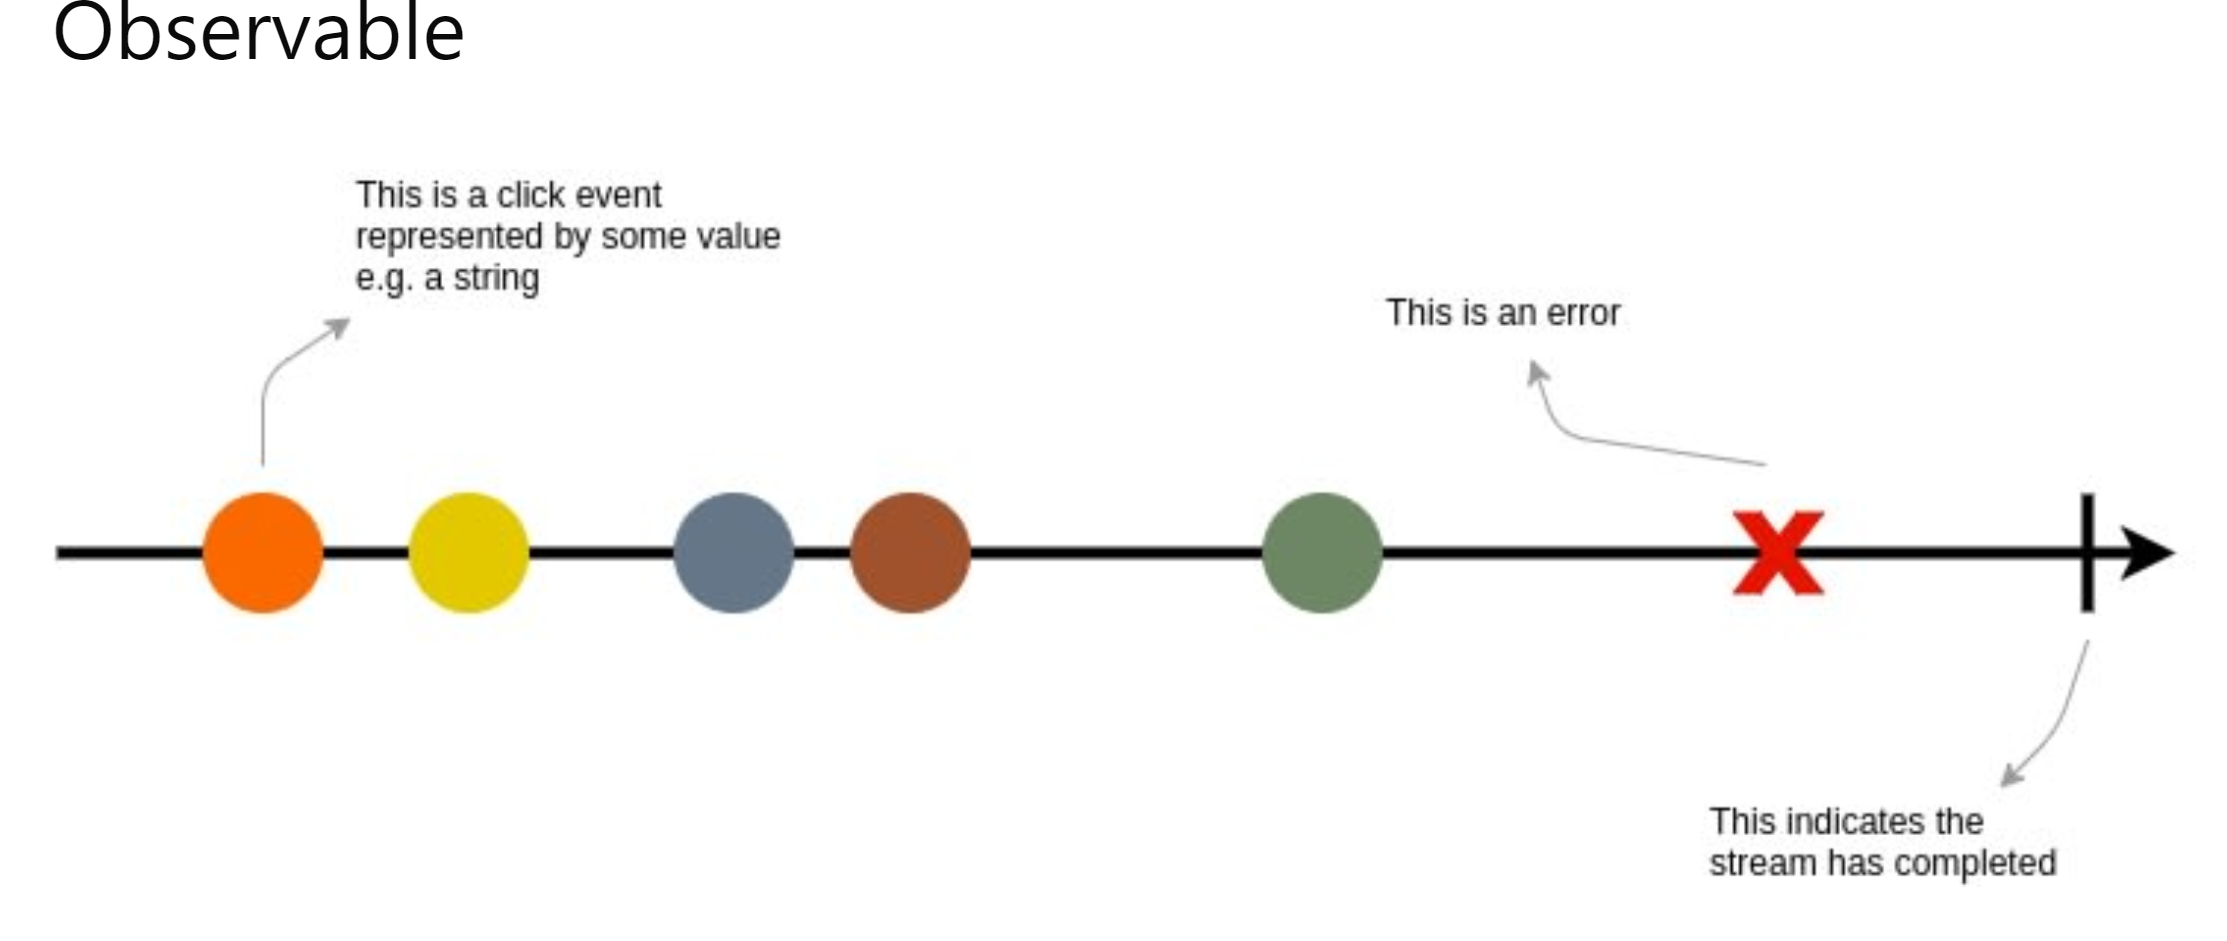 Observable
This is a click event
represented by some value
e.g. a string
This is an error
This indicates the
stream has completed